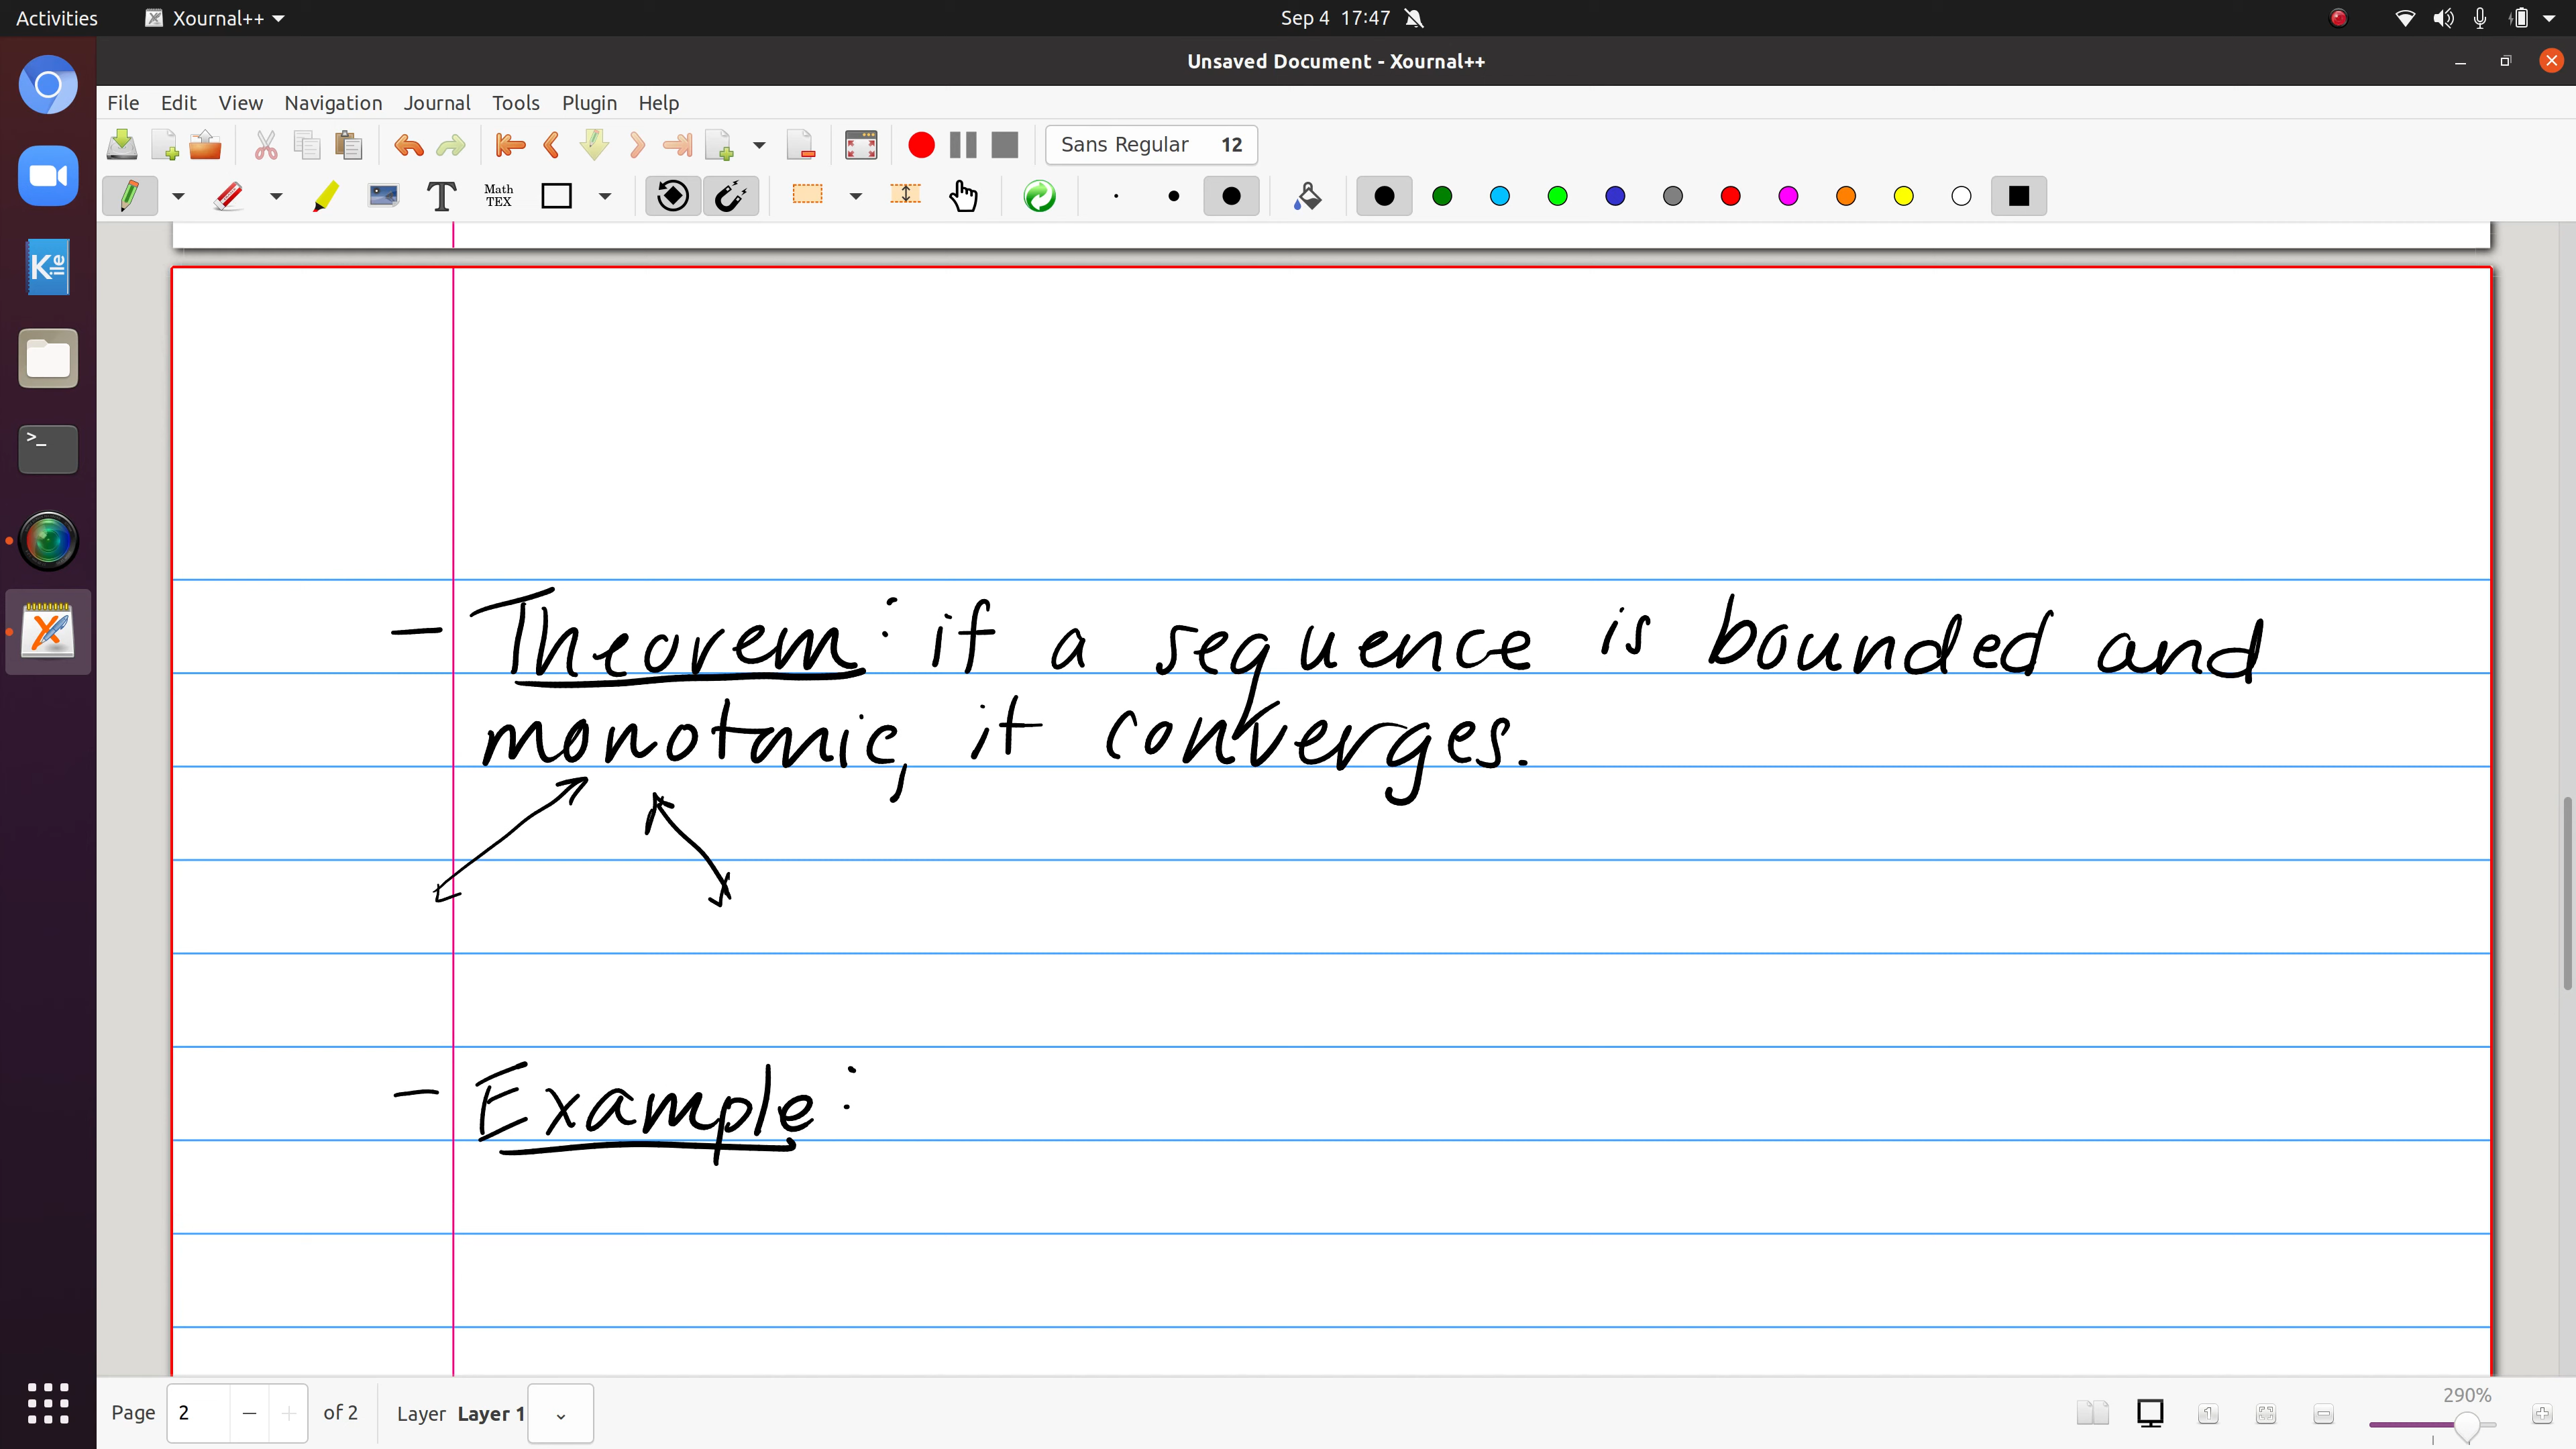 Activities Xournal++ Sep 4 17:47
Unsaved Document - Xournal++
File Edit View Navigation Journal Tools Plugin Help
Sans Regular 12
T Math TEX
Kile
>_
- Theorem: if a sequence is bounded and
monotonic, it converges.
- Example:
Page 2 of 2 Layer Layer 1 1 290%